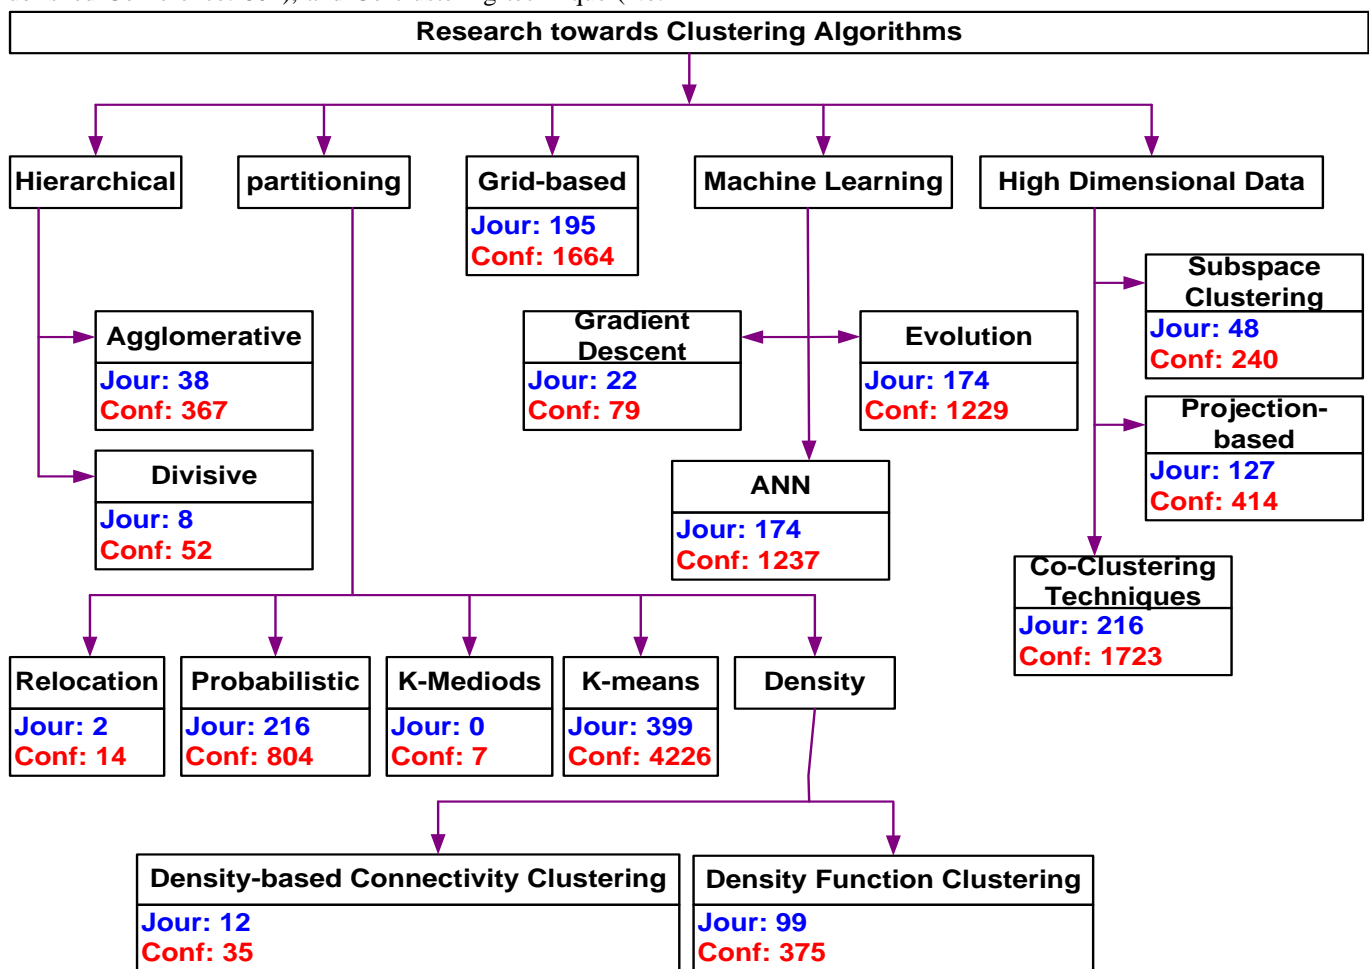 Research towards Clustering Algorithms
Hierarchical
partitioning
Grid-based
Jour: 195
Conf: 1664
Machine Learning
High Dimensional Data
Agglomerative
Jour: 38
Conf: 367
Divisive
Jour: 8
Conf: 52
Gradient
Descent
Jour: 22
Conf: 79
Evolution
Jour: 174
Conf: 1229
ANN
Jour: 174
Conf: 1237
Subspace
Clustering
Jour: 48
Conf: 240
Projection-
based
Jour: 127
Conf: 414
Co-Clustering
Techniques
Jour: 216
Conf: 1723
Relocation
Jour: 2
Conf: 14
Probabilistic
Jour: 216
Conf: 804
K-Mediods
Jour: 0
Conf: 7
K-means
Jour: 399
Conf: 4226
Density
Density-based Connectivity Clustering
Jour: 12
Conf: 35
Density Function Clustering
Jour: 99
Conf: 375